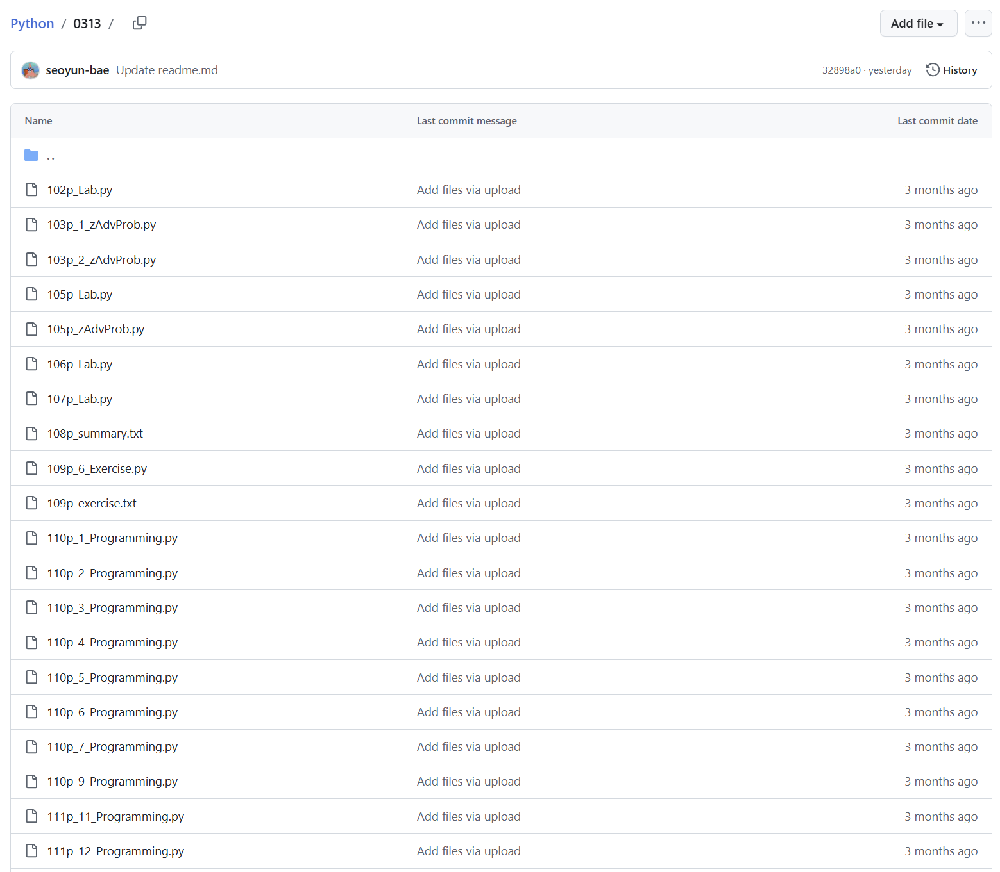 Python / 0313 /
Add file
seoyun-bae Update readme.md
32898a0 · yesterday
History
Name Last commit message Last commit date
..
102p_Lab.py Add files via upload 3 months ago
103p_1_zAdvProb.py Add files via upload 3 months ago
103p_2_zAdvProb.py Add files via upload 3 months ago
105p_Lab.py Add files via upload 3 months ago
105p_zAdvProb.py Add files via upload 3 months ago
106p_Lab.py Add files via upload 3 months ago
107p_Lab.py Add files via upload 3 months ago
108p_summary.txt Add files via upload 3 months ago
109p_6_Exercise.py Add files via upload 3 months ago
109p_exercise.txt Add files via upload 3 months ago
110p_1_Programming.py Add files via upload 3 months ago
110p_2_Programming.py Add files via upload 3 months ago
110p_3_Programming.py Add files via upload 3 months ago
110p_4_Programming.py Add files via upload 3 months ago
110p_5_Programming.py Add files via upload 3 months ago
110p_6_Programming.py Add files via upload 3 months ago
110p_7_Programming.py Add files via upload 3 months ago
110p_9_Programming.py Add files via upload 3 months ago
111p_11_Programming.py Add files via upload 3 months ago
111p_12_Programming.py Add files via upload 3 months ago